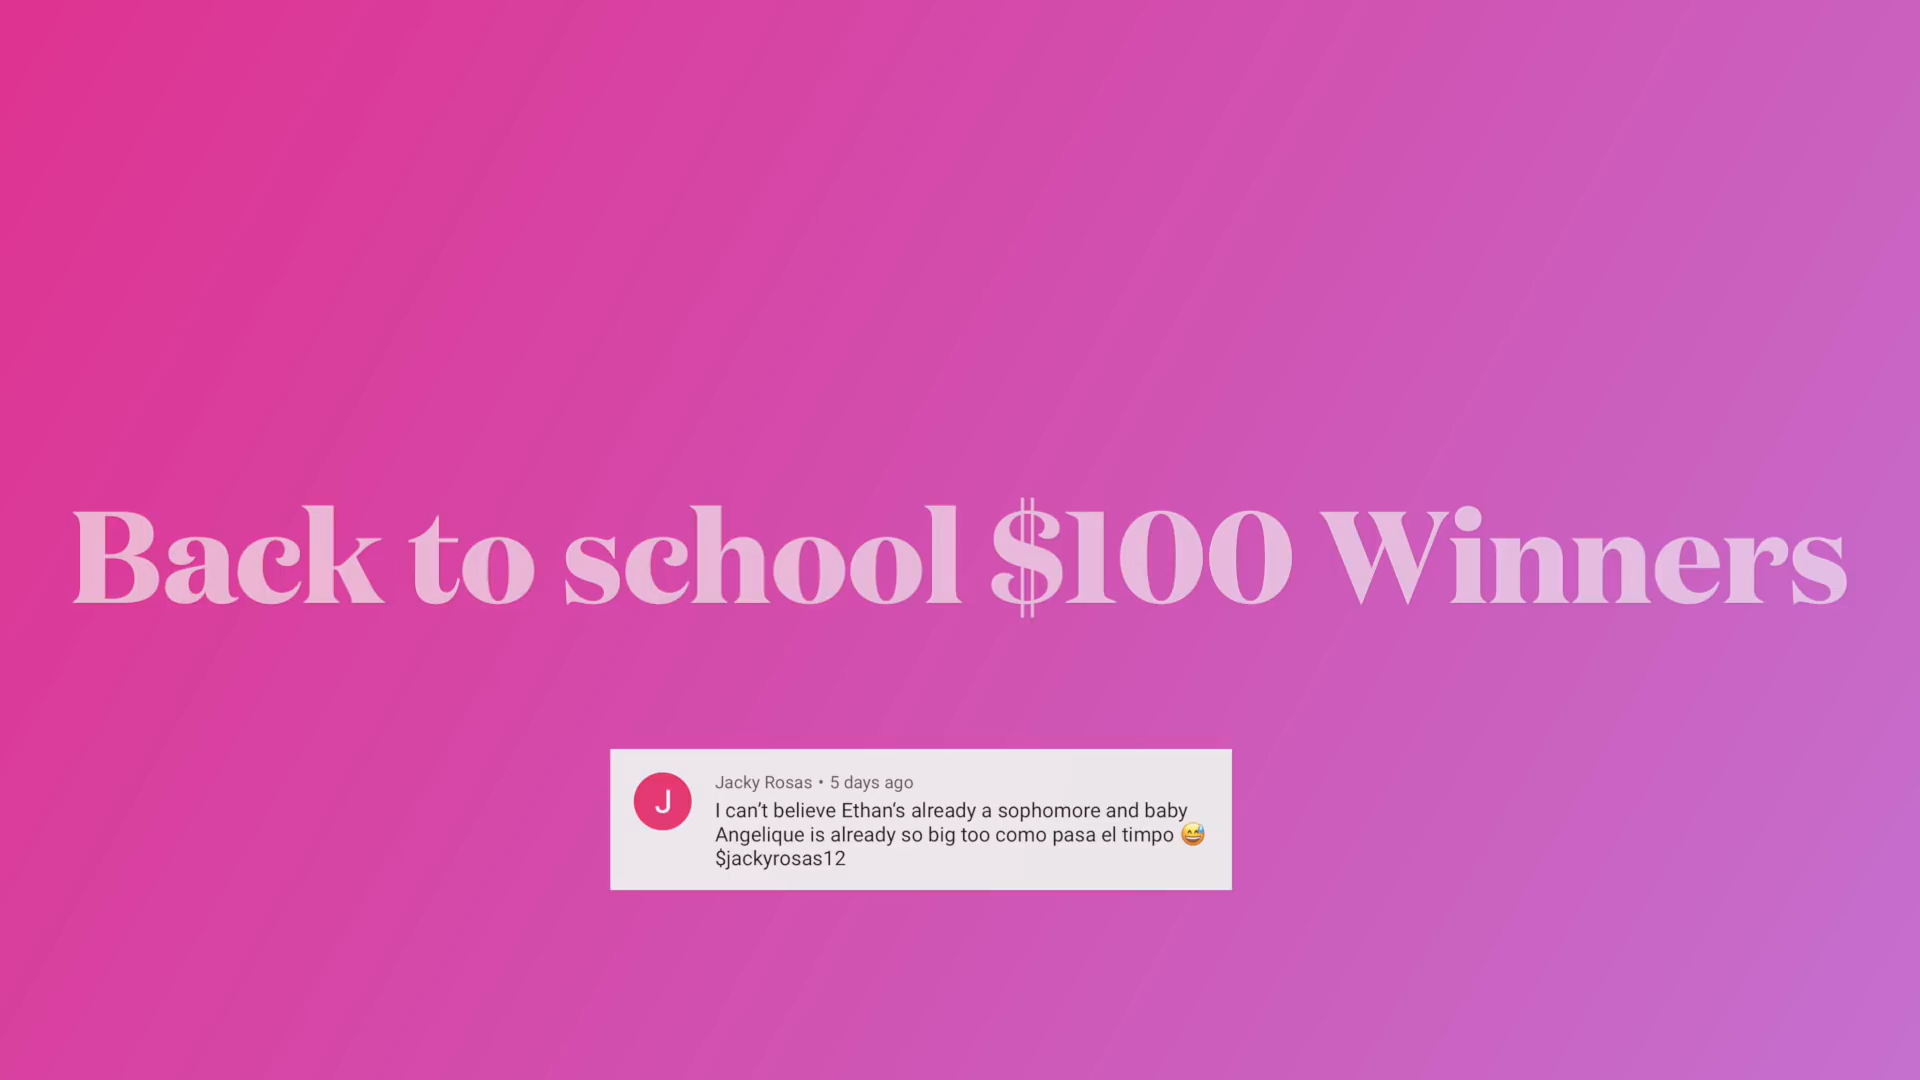 Back to school $100 Winners
J
Jacky Rosas • 5 days ago
I can’t believe Ethan‘s already a sophomore and baby
Angelique is already so big too como pasa el timpo 😅
$jackyrosas12